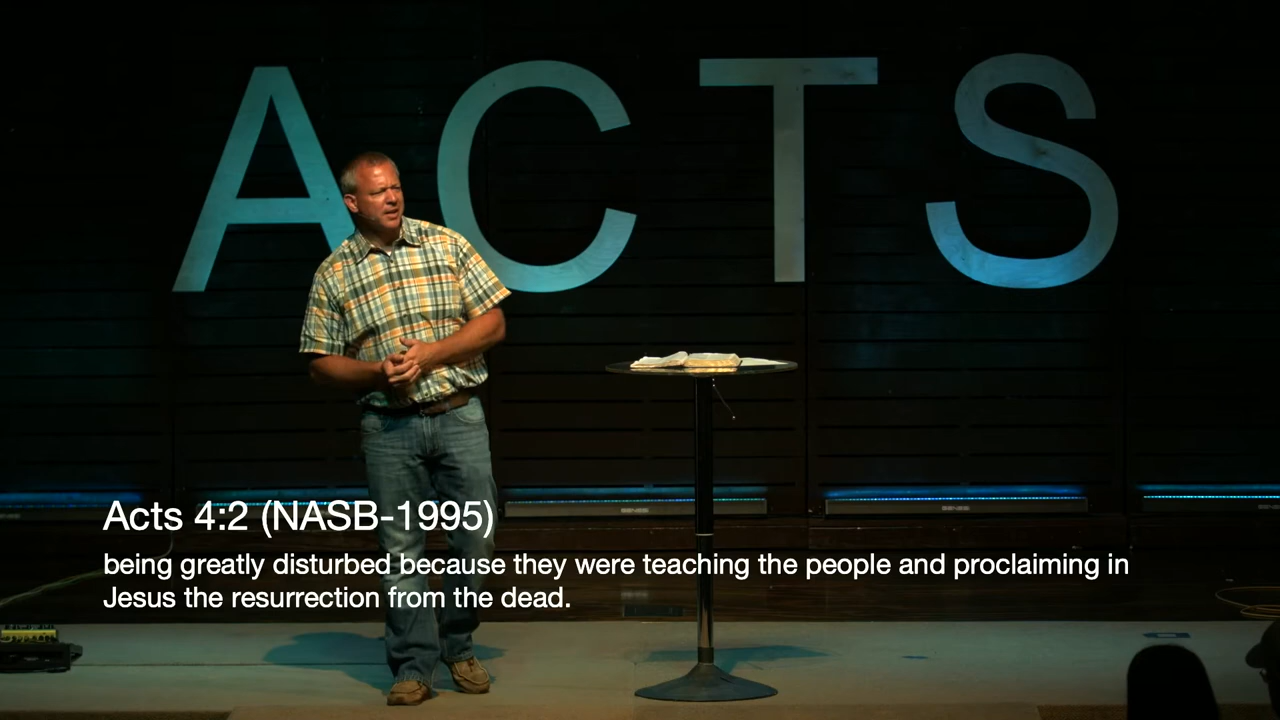 ACTS
Acts 4:2 (NASB-1995)
being greatly disturbed because they were teaching the people and proclaiming in
Jesus the resurrection from the dead.